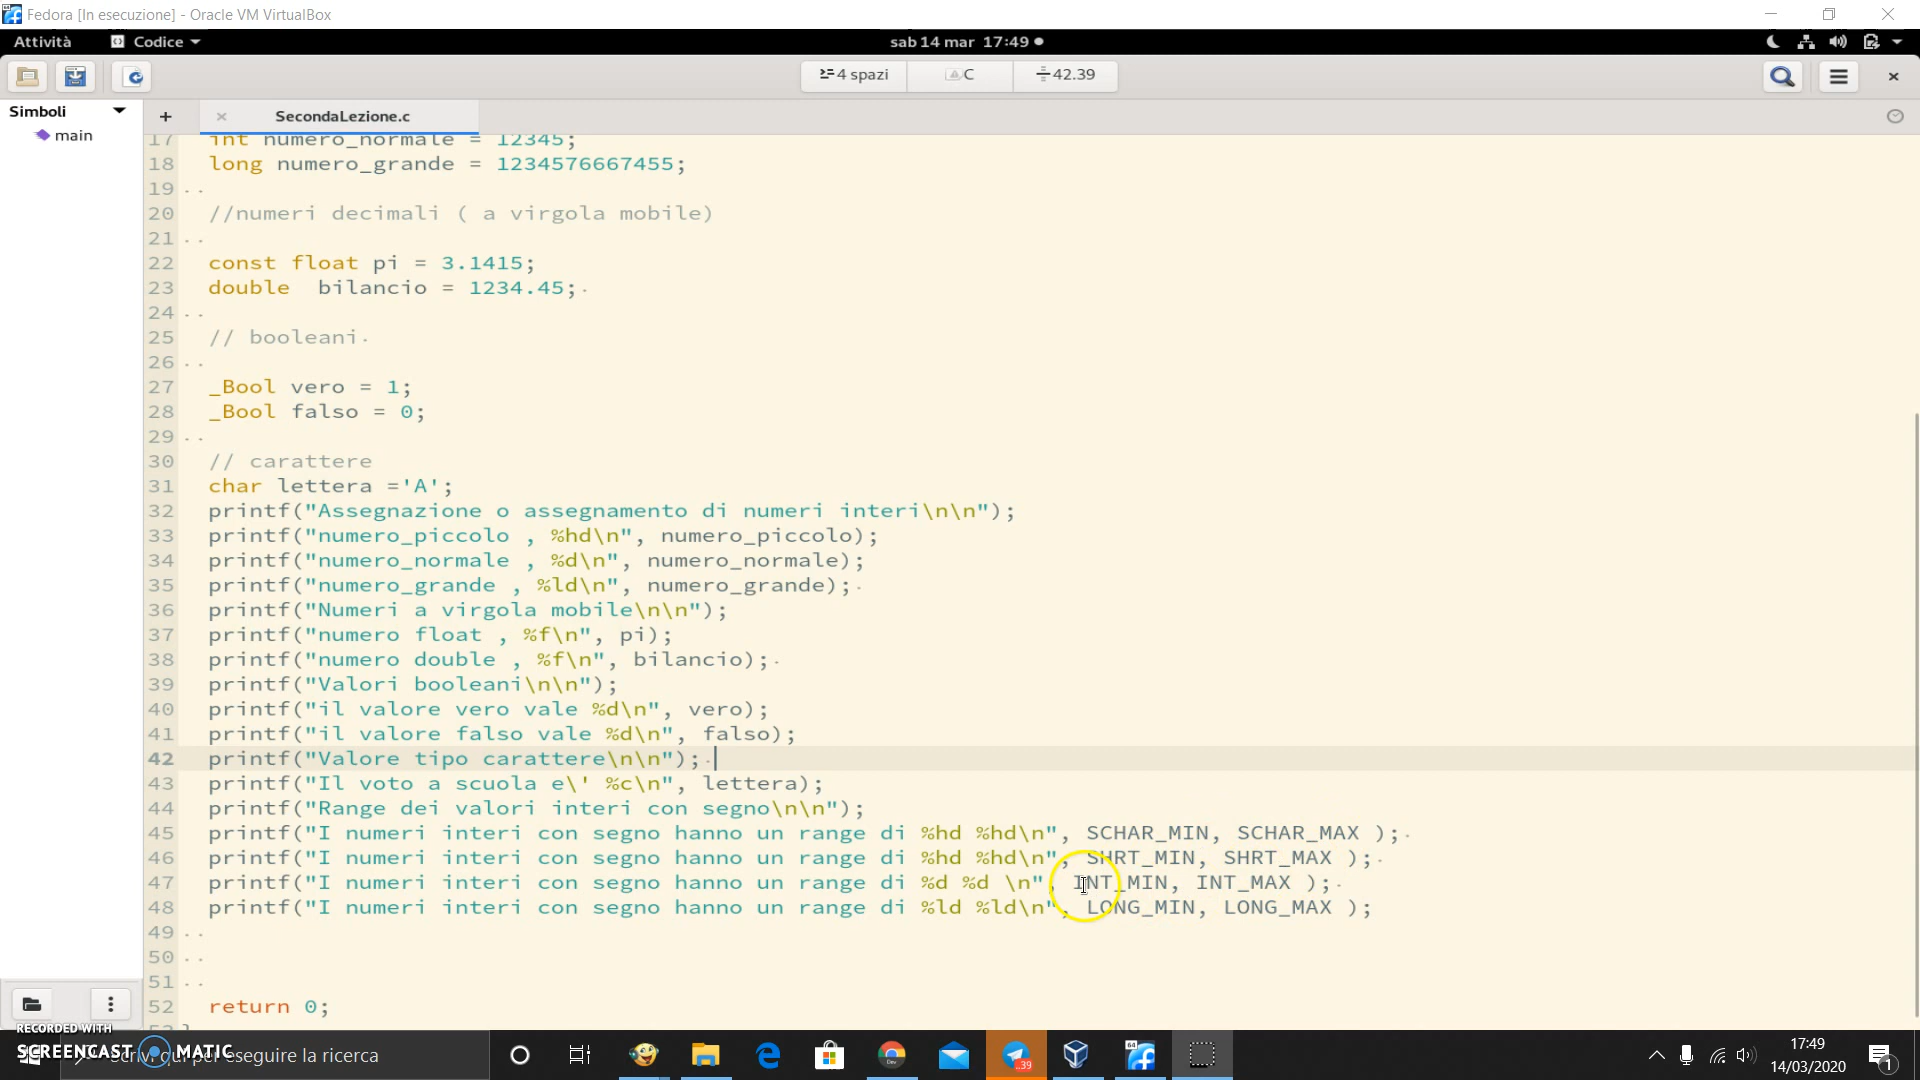 Fedora [In esecuzione] - Oracle VM VirtualBox
Attività Codice sab 14 mar 17:49
4 spazi C 42.39
Simboli + × SecondaLezione.c
main
17 int numero_normale = 12345;
18 long numero_grande = 1234576667455;
19
20 //numeri decimali ( a virgola mobile)
21
22 const float pi = 3.1415;
23 double  bilancio = 1234.45;
24
25 // booleani
26
27 _Bool vero = 1;
28 _Bool falso = 0;
29
30 // carattere
31 char lettera ='A';
32 printf("Assegnazione o assegnamento di numeri interi\n\n");
33 printf("numero_piccolo , %hd\n", numero_piccolo);
34 printf("numero_normale , %d\n", numero_normale);
35 printf("numero_grande , %ld\n", numero_grande);
36 printf("Numeri a virgola mobile\n\n");
37 printf("numero float , %f\n", pi);
38 printf("numero double , %f\n", bilancio);
39 printf("Valori booleani\n\n");
40 printf("il valore vero vale %d\n", vero);
41 printf("il valore falso vale %d\n", falso);
42 printf("Valore tipo carattere\n\n");
43 printf("Il voto a scuola e\' %c\n", lettera);
44 printf("Range dei valori interi con segno\n\n");
45 printf("I numeri interi con segno hanno un range di %hd %hd\n", SCHAR_MIN, SCHAR_MAX );
46 printf("I numeri interi con segno hanno un range di %hd %hd\n", SHRT_MIN, SHRT_MAX );
47 printf("I numeri interi con segno hanno un range di %d %d \n", INT_MIN, INT_MAX );
48 printf("I numeri interi con segno hanno un range di %ld %ld\n", LONG_MIN, LONG_MAX );
49
50
51
52 return 0;
RECORDED WITH
SCREENCAST MATIC
qui per eseguire la ricerca
64
Dev
39
17:49
14/03/2020
1